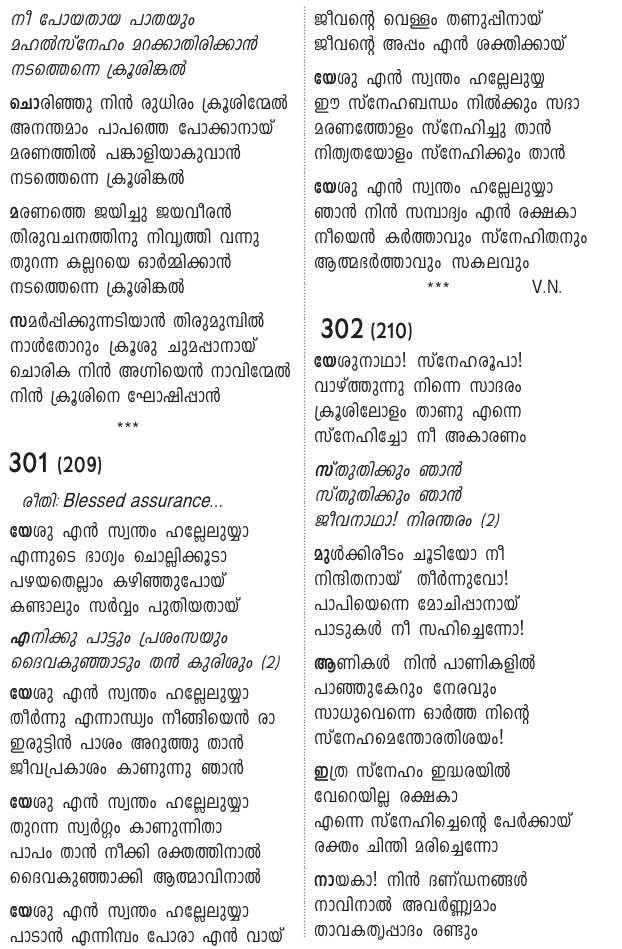 നീ പോയതായ പാതയും
മഹൽസ്നേഹം മറക്കാതിരിക്കാൻ
നടത്തെന്നെ ക്രൂശിങ്കൽ
ചൊരിഞ്ഞു നിൻ രുധിരം ക്രൂശിന്മേൽ
അനന്തമാം പാപത്തെ പോക്കാനായ്
മരണത്തിൽ പങ്കാളിയാകുവാൻ
നടത്തെന്നെ ക്രൂശിങ്കൽ
മരണത്തെ ജയിച്ചു ജയവീരൻ
തിരുവചനത്തിനു നിവൃത്തി വന്നു
തുറന്ന കല്ലറയെ ഓർമ്മിക്കാൻ
നടത്തെന്നെ ക്രൂശിങ്കൽ
സമർപ്പിക്കുന്നടിയാൻ തിരുമുമ്പിൽ
നാൾതോറും ക്രൂശു ചുമപ്പാനായ്
ചൊരിക നിൻ അഗ്നിയെൻ നാവിന്മേൽ
നിൻ ക്രൂശിനെ ഘോഷിപ്പാൻ
***
301 (209)
രീതി: Blessed assurance...
യേശു എൻ സ്വന്തം ഹല്ലേലുയ്യാ
എന്നുടെ ഭാഗ്യം ചൊല്ലിക്കൂടാ
പഴയതെല്ലാം കഴിഞ്ഞുപോയ്
കണ്ടാലും സർവ്വം പുതിയതായ്
എനിക്കു പാട്ടും പ്രശംസയും
ദൈവകുഞ്ഞാടും തൻ കുരിശും (2)
യേശു എൻ സ്വന്തം ഹല്ലേലുയ്യാ
തീർന്നു എന്നാന്ധ്യം നീങ്ങിയെൻ രാ
ഇരുട്ടിൻ പാശം അറുത്തു താൻ
ജീവപ്രകാശം കാണുന്നു ഞാൻ
യേശു എൻ സ്വന്തം ഹല്ലേലുയ്യാ
തുറന്ന സ്വർഗ്ഗം കാണുന്നിതാ
പാപം താൻ നീക്കി രക്തത്തിനാൽ
ദൈവകുഞ്ഞാക്കി ആത്മാവിനാൽ
യേശു എൻ സ്വന്തം ഹല്ലേലുയ്യാ
പാടാൻ എന്നിമ്പം പോരാ എൻ വായ്
ജീവന്റെ വെള്ളം തണുപ്പിനായ്
ജീവന്റെ അപ്പം എൻ ശക്തിക്കായ്
യേശു എൻ സ്വന്തം ഹല്ലേലുയ്യ
ഈ സ്നേഹബന്ധം നിൽക്കും സദാ
മരണത്തോളം സ്നേഹിച്ചു താൻ
നിത്യതയോളം സ്നേഹിക്കും താൻ
യേശു എൻ സ്വന്തം ഹല്ലേലുയ്യാ
ഞാൻ നിൻ സമ്പാദ്യം എൻ രക്ഷകാ
നീയെൻ കർത്താവും സ്നേഹിതനും
ആത്മഭർത്താവും സകലവും
*** V.N.
302 (210)
യേശുനാഥാ! സ്നേഹരൂപാ!
വാഴ്ത്തുന്നു നിന്നെ സാദരം
ക്രൂശിലോളം താണു എന്നെ
സ്നേഹിച്ചോ നീ അകാരണം
സ്തുതിക്കും ഞാൻ
സ്തുതിക്കും ഞാൻ
ജീവനാഥാ! നിരന്തരം (2)
മുൾക്കിരീടം ചൂടിയോ നീ
നിന്ദിതനായ് തീർന്നുവോ!
പാപിയെന്നെ മോചിപ്പാനായ്
പാടുകൾ നീ സഹിച്ചെന്നോ!
ആണികൾ നിൻ പാണികളിൽ
പാഞ്ഞുകേറും നേരവും
സാധുവെന്നെ ഓർത്ത നിന്റെ
സ്നേഹമെന്തോരതിശയം!
ഇത്ര സ്നേഹം ഇദ്ധരയിൽ
വേറെയില്ല രക്ഷകാ
എന്നെ സ്നേഹിച്ചെന്റെ പേർക്കായ്
രക്തം ചിന്തി മരിച്ചെന്നോ
നായകാ! നിൻ ദണ്ഡനങ്ങൾ
നാവിനാൽ അവർണ്ണ്യമാം
താവകതൃപ്പാദം രണ്ടും